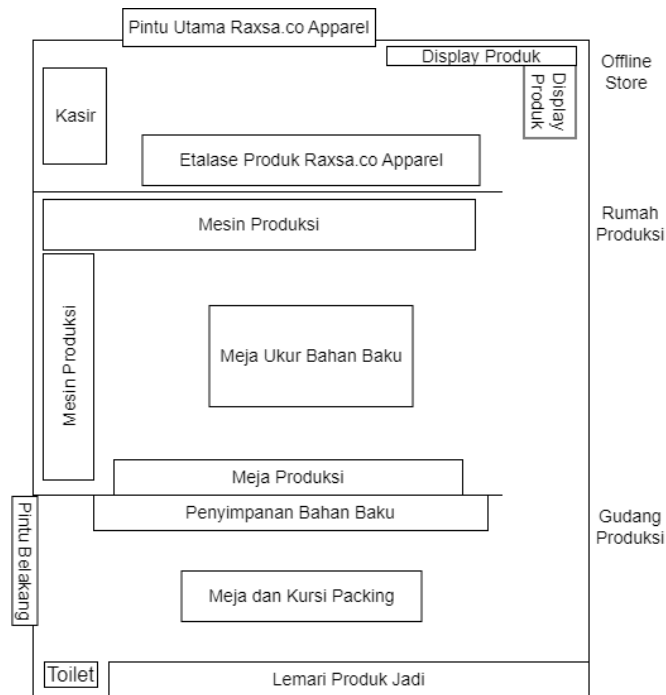 Pintu Utama Raxsa.co Apparel
Display Produk
Offline
Store
Display
Produk
Kasir
Etalase Produk Raxsa.co Apparel
Mesin Produksi
Rumah
Produksi
Mesin Produksi
Meja Ukur Bahan Baku
Meja Produksi
Penyimpanan Bahan Baku
Gudang
Produksi
Pintu Belakang
Meja dan Kursi Packing
Toilet
Lemari Produk Jadi